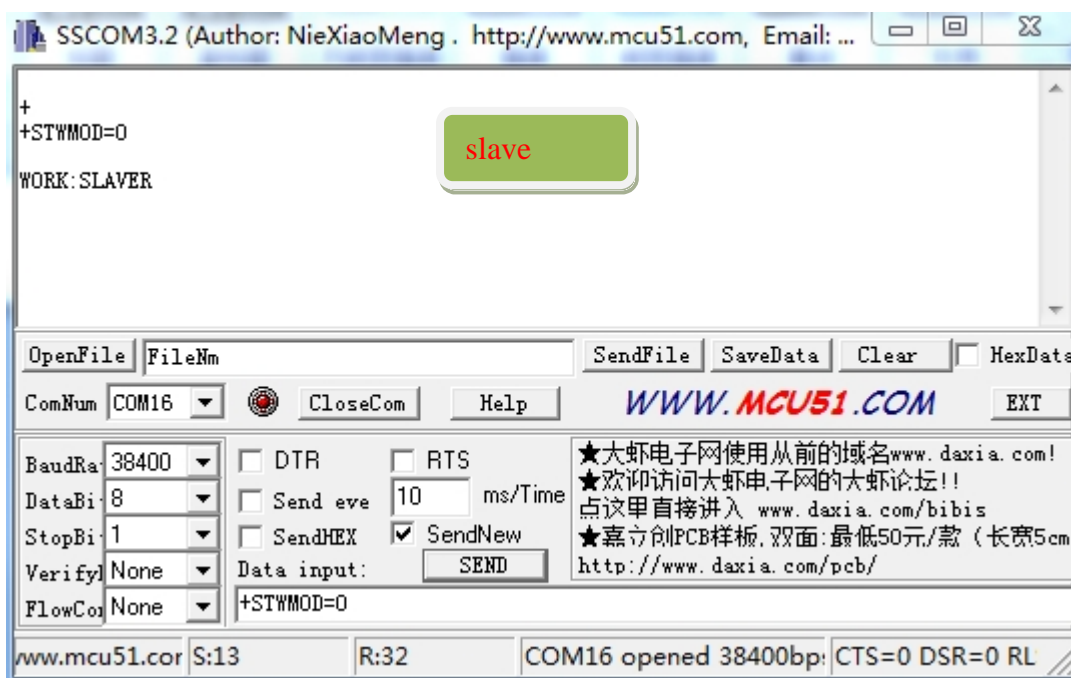 SSCOM3.2 (Author: NieXiaoMeng . http://www.mcu51.com, Email: ...
+
+STWMOD=0
slave
WORK:SLAVER
OpenFile FileNm SendFile SaveData Clear HexData
ComNum COM16 CloseCom Help WWW.MCU51.COM EXT
BaudRa 38400 DTR RTS
DataBi 8 Send eve 10 ms/Time
StopBi 1 SendHEX SendNew
Verifyl None Data input: SEND
FlowCo None +STWMOD=0
★大虾电子网使用从前的域名www.daxia.com!
★欢迎访问大虾电子网的大虾论坛!!
点这里直接进入 www.daxia.com/bibis
★嘉立创PCB样板,双面:最低50元/款（长宽5cm
http://www.daxia.com/pcb/
www.mcu51.cor S:13 R:32 COM16 opened 38400bp CTS=0 DSR=0 RL